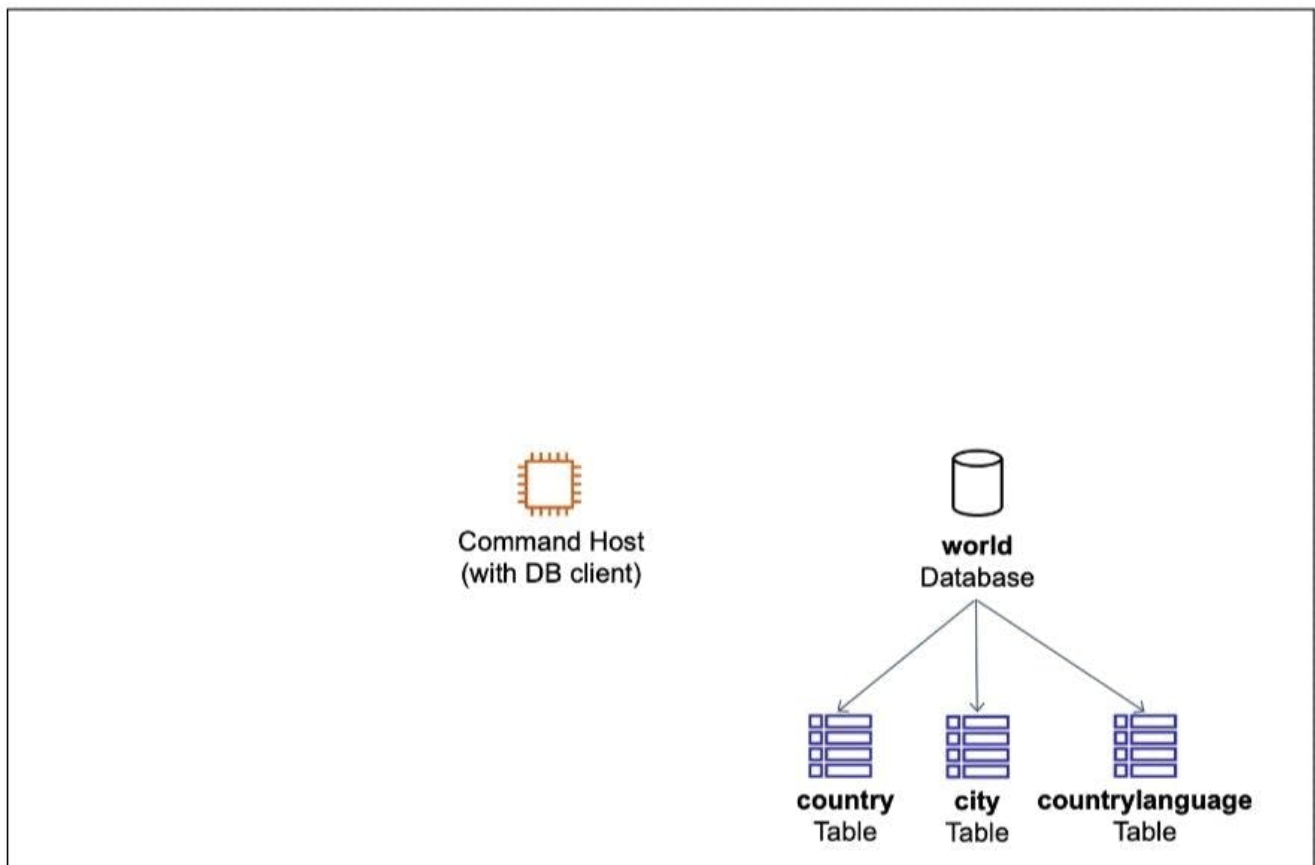 Command Host
(with DB client)
world
Database
country
Table
city
Table
countrylanguage
Table